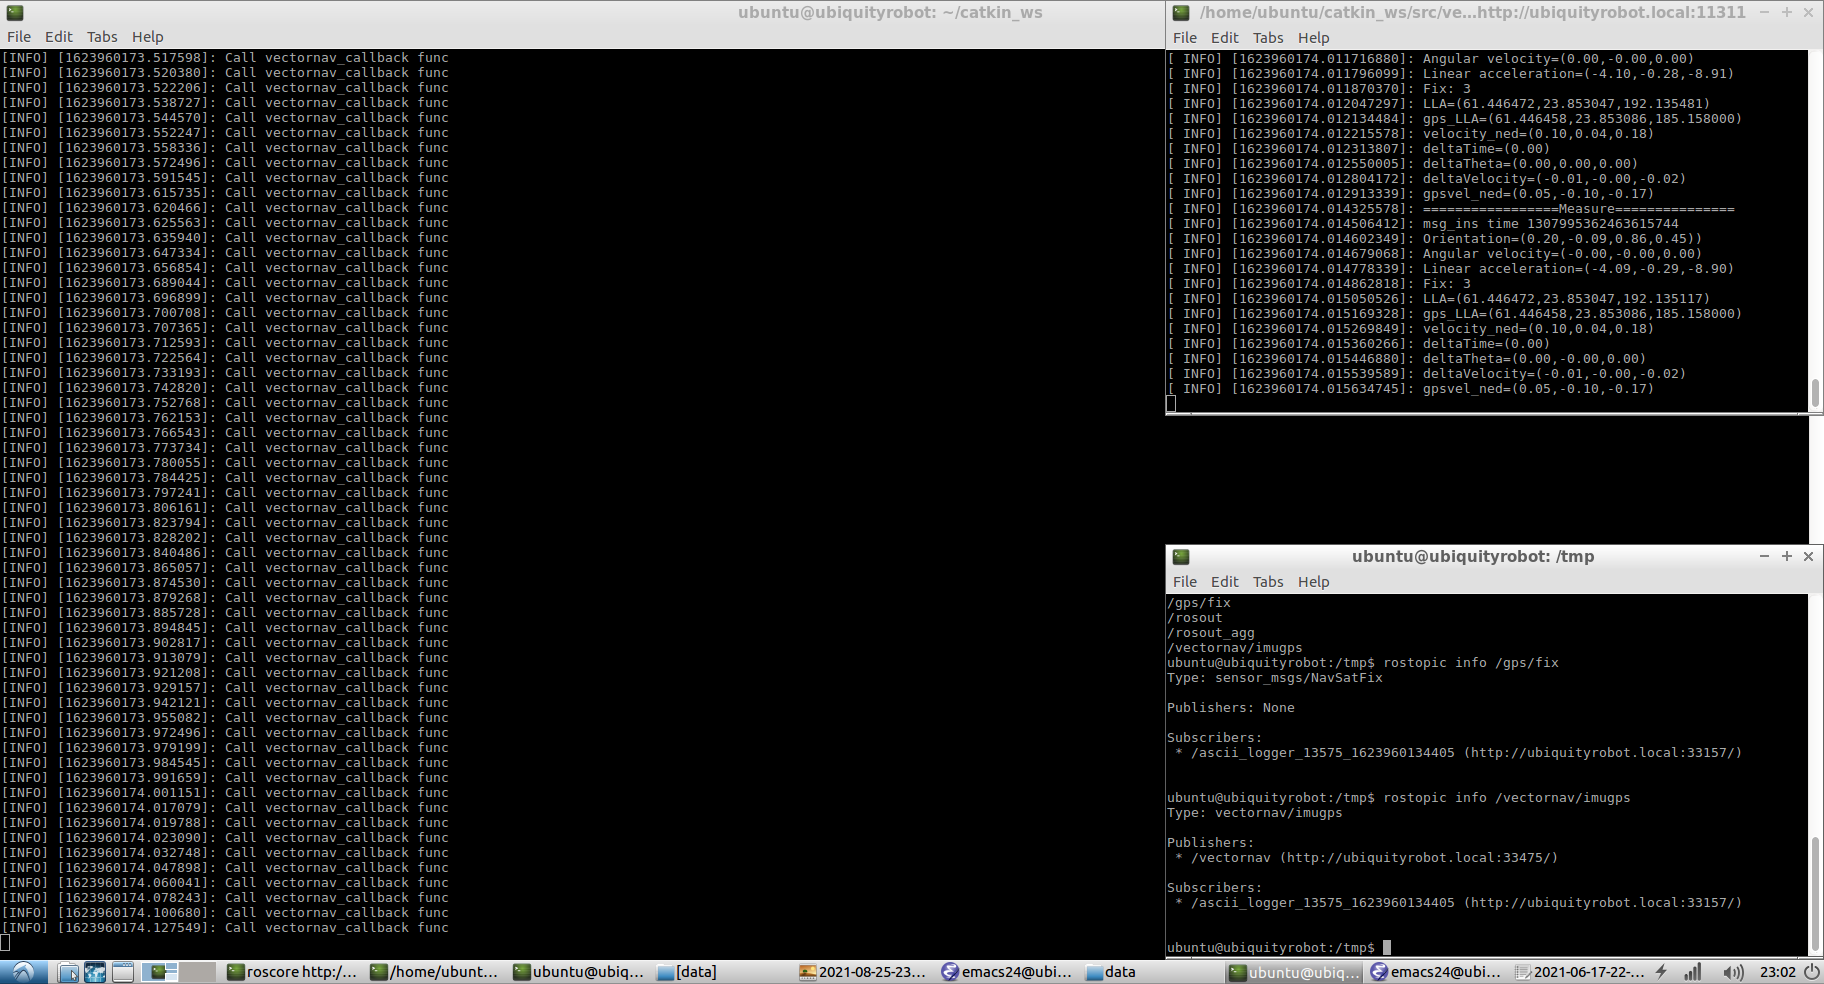 ubuntu@ubiquityrobot: ~/catkin_ws
File Edit Tabs Help
[INFO] [1623960173.517598]: Call vectornav_callback func
[INFO] [1623960173.520380]: Call vectornav_callback func
[INFO] [1623960173.522206]: Call vectornav_callback func
[INFO] [1623960173.538727]: Call vectornav_callback func
[INFO] [1623960173.544570]: Call vectornav_callback func
[INFO] [1623960173.552247]: Call vectornav_callback func
[INFO] [1623960173.558336]: Call vectornav_callback func
[INFO] [1623960173.572496]: Call vectornav_callback func
[INFO] [1623960173.591545]: Call vectornav_callback func
[INFO] [1623960173.615735]: Call vectornav_callback func
[INFO] [1623960173.620466]: Call vectornav_callback func
[INFO] [1623960173.625563]: Call vectornav_callback func
[INFO] [1623960173.635940]: Call vectornav_callback func
[INFO] [1623960173.647334]: Call vectornav_callback func
[INFO] [1623960173.656854]: Call vectornav_callback func
[INFO] [1623960173.689044]: Call vectornav_callback func
[INFO] [1623960173.696899]: Call vectornav_callback func
[INFO] [1623960173.700708]: Call vectornav_callback func
[INFO] [1623960173.707365]: Call vectornav_callback func
[INFO] [1623960173.712593]: Call vectornav_callback func
[INFO] [1623960173.722564]: Call vectornav_callback func
[INFO] [1623960173.733193]: Call vectornav_callback func
[INFO] [1623960173.742820]: Call vectornav_callback func
[INFO] [1623960173.752768]: Call vectornav_callback func
[INFO] [1623960173.762153]: Call vectornav_callback func
[INFO] [1623960173.766543]: Call vectornav_callback func
[INFO] [1623960173.773734]: Call vectornav_callback func
[INFO] [1623960173.780055]: Call vectornav_callback func
[INFO] [1623960173.784425]: Call vectornav_callback func
[INFO] [1623960173.797241]: Call vectornav_callback func
[INFO] [1623960173.806161]: Call vectornav_callback func
[INFO] [1623960173.823794]: Call vectornav_callback func
[INFO] [1623960173.828202]: Call vectornav_callback func
[INFO] [1623960173.840486]: Call vectornav_callback func
[INFO] [1623960173.865057]: Call vectornav_callback func
[INFO] [1623960173.874530]: Call vectornav_callback func
[INFO] [1623960173.879268]: Call vectornav_callback func
[INFO] [1623960173.885728]: Call vectornav_callback func
[INFO] [1623960173.894845]: Call vectornav_callback func
[INFO] [1623960173.902817]: Call vectornav_callback func
[INFO] [1623960173.913079]: Call vectornav_callback func
[INFO] [1623960173.921208]: Call vectornav_callback func
[INFO] [1623960173.929157]: Call vectornav_callback func
[INFO] [1623960173.942121]: Call vectornav_callback func
[INFO] [1623960173.955082]: Call vectornav_callback func
[INFO] [1623960173.972496]: Call vectornav_callback func
[INFO] [1623960173.979199]: Call vectornav_callback func
[INFO] [1623960173.984545]: Call vectornav_callback func
[INFO] [1623960173.991659]: Call vectornav_callback func
[INFO] [1623960174.001151]: Call vectornav_callback func
[INFO] [1623960174.017079]: Call vectornav_callback func
[INFO] [1623960174.019788]: Call vectornav_callback func
[INFO] [1623960174.023090]: Call vectornav_callback func
[INFO] [1623960174.032748]: Call vectornav_callback func
[INFO] [1623960174.047898]: Call vectornav_callback func
[INFO] [1623960174.060041]: Call vectornav_callback func
[INFO] [1623960174.078243]: Call vectornav_callback func
[INFO] [1623960174.100680]: Call vectornav_callback func
[INFO] [1623960174.127549]: Call vectornav_callback func
/home/ubuntu/catkin_ws/src/ve...http://ubiquityrobot.local:11311
File Edit Tabs Help
[ INFO] [1623960174.011716880]: Angular velocity=(0.00,-0.00,0.00)
[ INFO] [1623960174.011796099]: Linear acceleration=(-4.10,-0.28,-8.91)
[ INFO] [1623960174.011870370]: Fix: 3
[ INFO] [1623960174.012047297]: LLA=(61.446472,23.853047,192.135481)
[ INFO] [1623960174.012134484]: gps_LLA=(61.446458,23.853086,185.158000)
[ INFO] [1623960174.012215578]: velocity_ned=(0.10,0.04,0.18)
[ INFO] [1623960174.012313807]: deltaTime=(0.00)
[ INFO] [1623960174.012550005]: deltaTheta=(0.00,0.00,0.00)
[ INFO] [1623960174.012804172]: deltaVelocity=(-0.01,-0.00,-0.02)
[ INFO] [1623960174.012913339]: gpsvel_ned=(0.05,-0.10,-0.17)
[ INFO] [1623960174.014325578]: =================Measure===============
[ INFO] [1623960174.014506412]: msg_ins time 13079953624636157​44
[ INFO] [1623960174.014602349]: Orientation=(0.20,-0.09,0.86,0.45))
[ INFO] [1623960174.014679068]: Angular velocity=(-0.00,-0.00,0.00)
[ INFO] [1623960174.014778339]: Linear acceleration=(-4.09,-0.29,-8.90)
[ INFO] [1623960174.014862818]: Fix: 3
[ INFO] [1623960174.015050526]: LLA=(61.446472,23.853047,192.135117)
[ INFO] [1623960174.015169328]: gps_LLA=(61.446458,23.853086,185.158000)
[ INFO] [1623960174.015269849]: velocity_ned=(0.10,0.04,0.18)
[ INFO] [1623960174.015360266]: deltaTime=(0.00)
[ INFO] [1623960174.015446880]: deltaTheta=(0.00,-0.00,0.00)
[ INFO] [1623960174.015539589]: deltaVelocity=(-0.01,-0.00,-0.02)
[ INFO] [1623960174.015634745]: gpsvel_ned=(0.05,-0.10,-0.17)
ubuntu@ubiquityrobot: /tmp
File Edit Tabs Help
/gps/fix
/rosout
/rosout_agg
/vectornav/imugps
ubuntu@ubiquityrobot:/tmp$ rostopic info /gps/fix
Type: sensor_msgs/NavSatFix
Publishers: None
Subscribers:
* /ascii_logger_13575_1623960134405 (http://ubiquityrobot.local:33157/)
ubuntu@ubiquityrobot:/tmp$ rostopic info /vectornav/imugps
Type: vectornav/imugps
Publishers:
* /vectornav (http://ubiquityrobot.local:33475/)
Subscribers:
* /ascii_logger_13575_1623960134405 (http://ubiquityrobot.local:33157/)
ubuntu@ubiquityrobot:/tmp$
roscore http:/... /home/ubunt... ubuntu@ubiq... [data] 2021-08-25-23... emacs24@ubi... data ubuntu@ubiq... emacs24@ubi... 2021-06-17-22-... 23:02